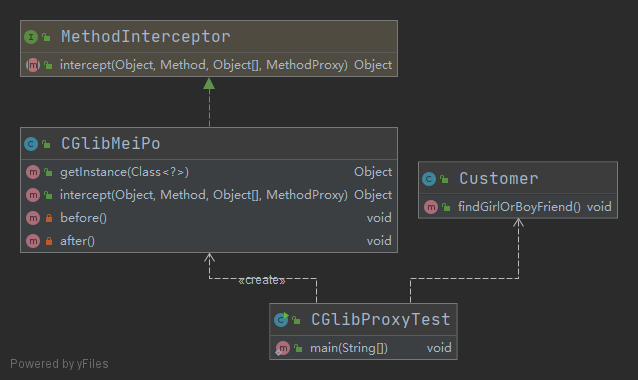 MethodInterceptor
intercept(Object, Method, Object[], MethodProxy) Object
CGlibMeiPo
getInstance(Class<?>) Object
intercept(Object, Method, Object[], MethodProxy) Object
before() void
after() void
Customer
findGirlOrBoyFriend() void
«create»
CGlibProxyTest
main(String[]) void
Powered by yFiles